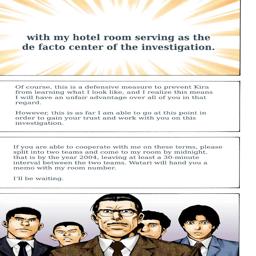 with my hotel room serving as the
de facto center of the investigation.
Of course, this is a defensive measure to prevent Kira
from learning what I look like, and I realize this means
I will have an unfair advantage over all of you in that
regard.
However, this is as far I am able to go at this point in
order to gain your trust and work with you on this
investigation.
If you are able to cooperate with me on these terms, please
split into two teams and come to my room by midnight,
that is by the year 2004, leaving at least a 30-minute
interval between the two teams. Watari will hand you a
memo with my room number.
I'll be waiting.